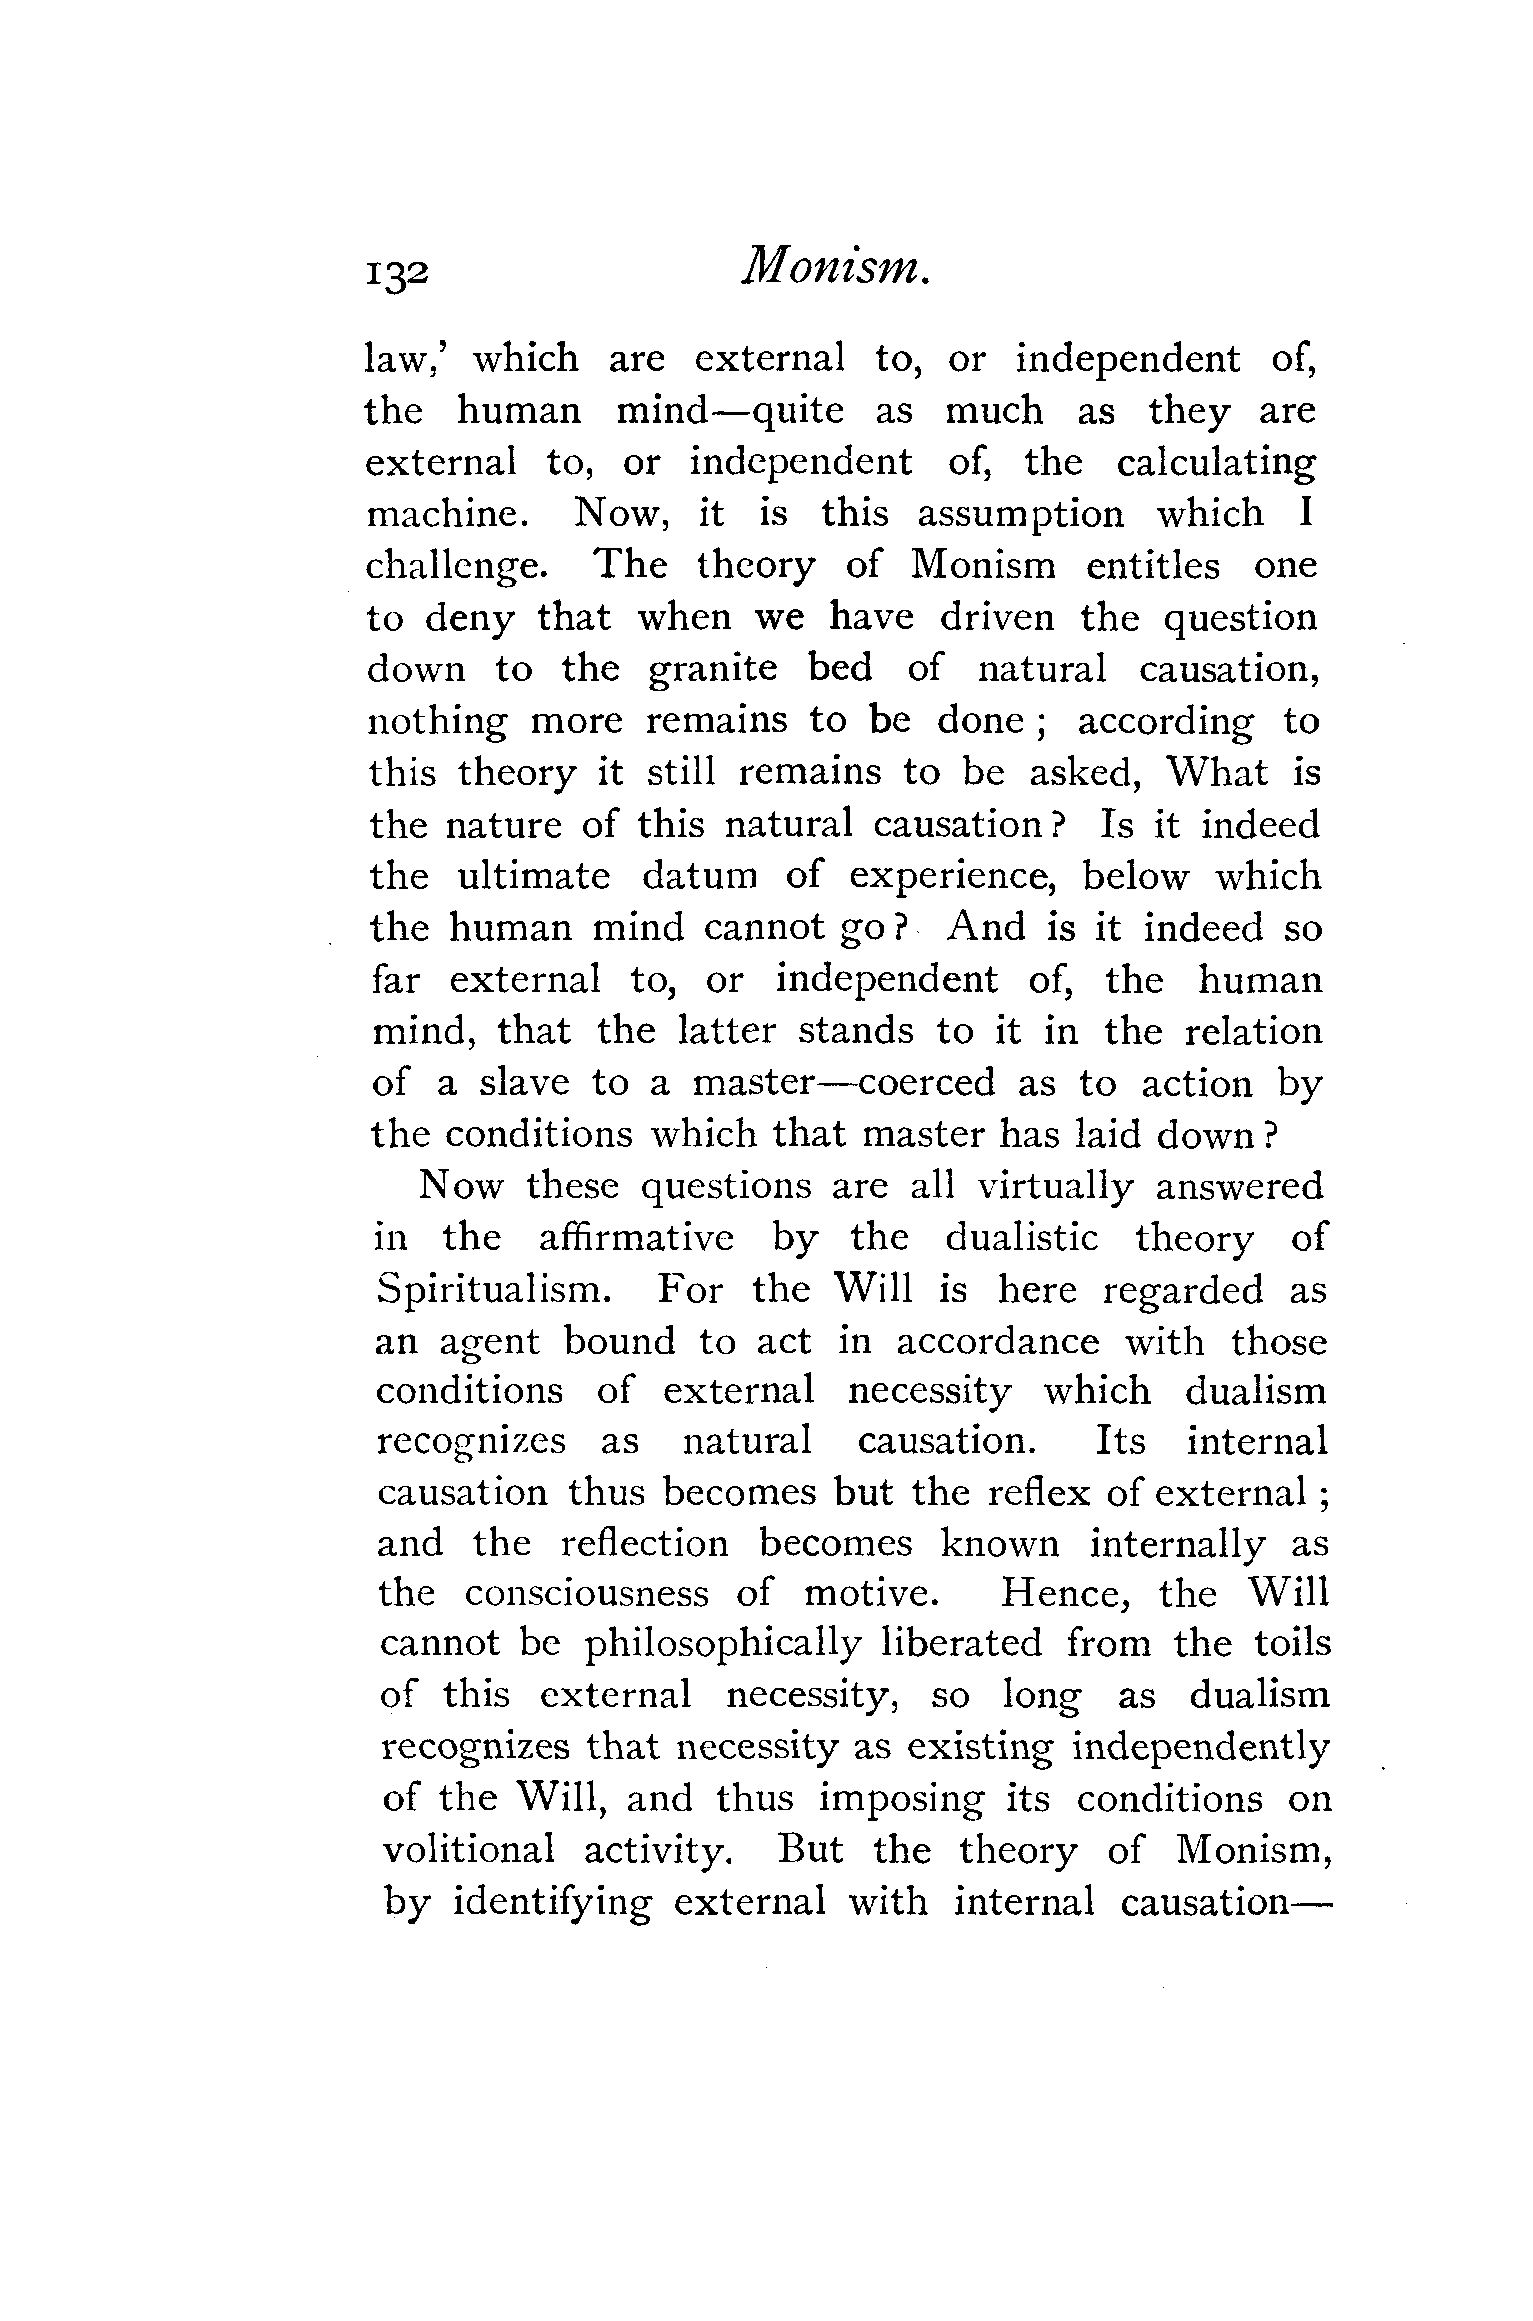 132 Monism.
law,’ which are external to, or independent of,
the human mind—quite as much as they are
external to, or independent of, the calculating
machine. Now, it is this assumption which I
challenge. The theory of Monism entitles one
to deny that when we have driven the question
down to the granite bed of natural causation,
nothing more remains to be done ; according to
this theory it still remains to be asked, What is
the nature of this natural causation ? Is it indeed
the ultimate datum of experience, below which
the human mind cannot go ? And is it indeed so
far external to, or independent of, the human
mind, that the latter stands to it in the relation
of a slave to a master—coerced as to action by
the conditions which that master has laid down ?
Now these questions are all virtually answered
in the affirmative by the dualistic theory of
Spiritualism. For the Will is here regarded as
an agent bound to act in accordance with those
conditions of external necessity which dualism
recognizes as natural causation. Its internal
causation thus becomes but the reflex of external ;
and the reflection becomes known internally as
the consciousness of motive. Hence, the Will
cannot be philosophically liberated from the toils
of this external necessity, so long as dualism
recognizes that necessity as existing independently
of the Will, and thus imposing its conditions on
volitional activity. But the theory of Monism,
by identifying external with internal causation—